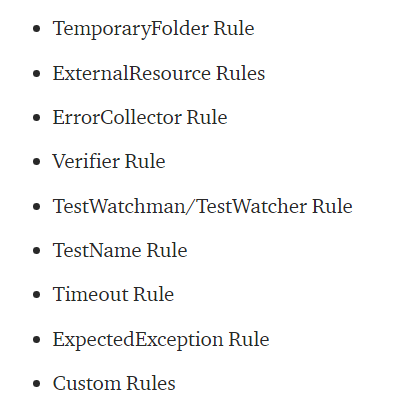 TemporaryFolder Rule
ExternalResource Rules
ErrorCollector Rule
Verifier Rule
TestWatchman/TestWatcher Rule
TestName Rule
Timeout Rule
ExpectedException Rule
Custom Rules